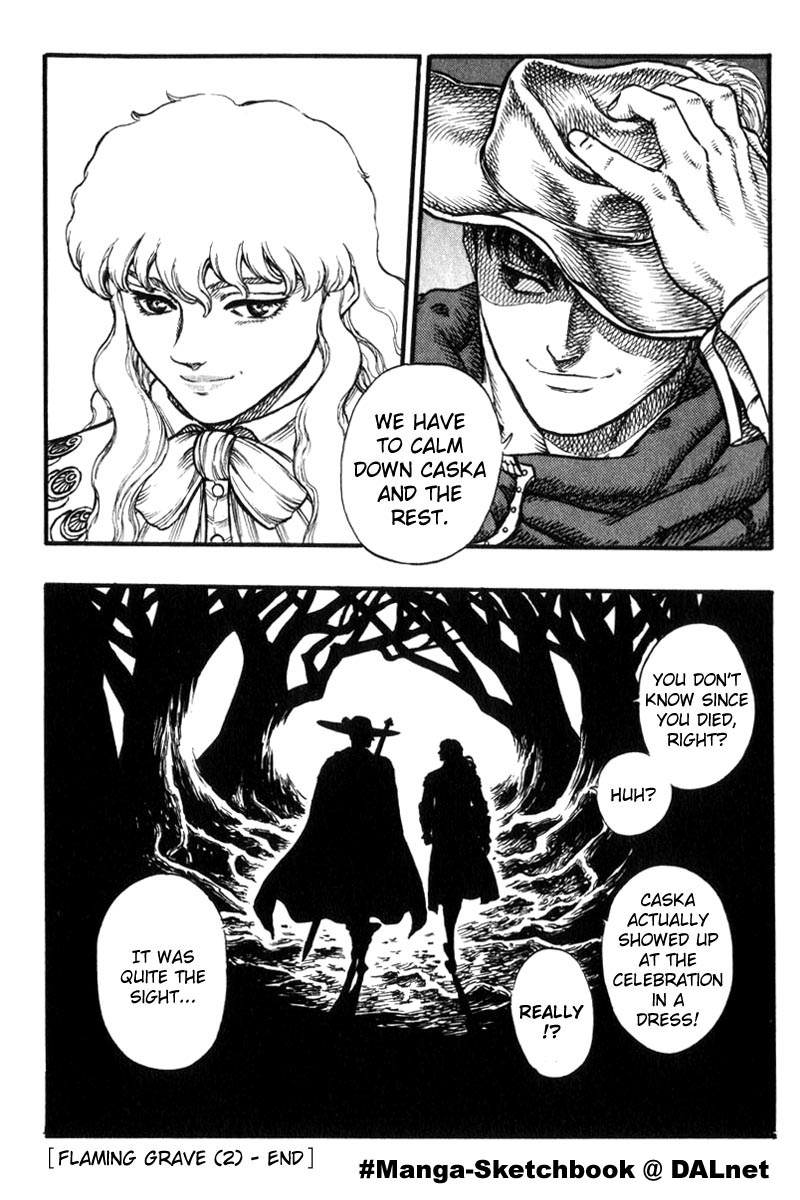 WE HAVE
TO CALM
DOWN CASKA
AND THE
REST.
YOU DON'T
KNOW SINCE
YOU DIED,
RIGHT?
HUH?
CASKA
ACTUALLY
SHOWED UP
AT THE
CELEBRATION
IN A
DRESS!
REALLY
!?
IT WAS
QUITE THE
SIGHT...
[FLAMING GRAVE (2) - END]
#Manga-Sketchbook @ DALnet